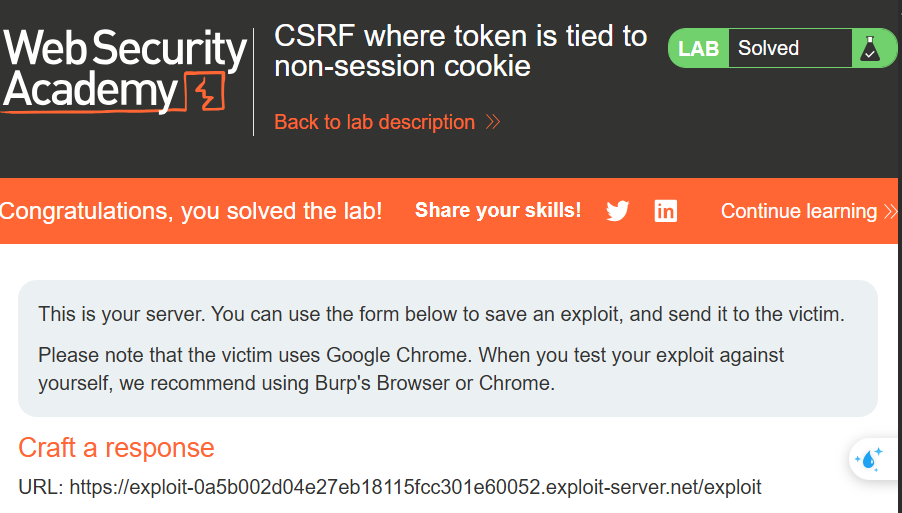 Web Security
Academy
CSRF where token is tied to
non-session cookie
LAB Solved
Back to lab description
Congratulations, you solved the lab!
Share your skills!
Continue learning
This is your server. You can use the form below to save an exploit, and send it to the victim.
Please note that the victim uses Google Chrome. When you test your exploit against
yourself, we recommend using Burp's Browser or Chrome.
Craft a response
URL: https://exploit-0a5b002d04e27eb18115fcc301e60052.exploit-server.net/exploit